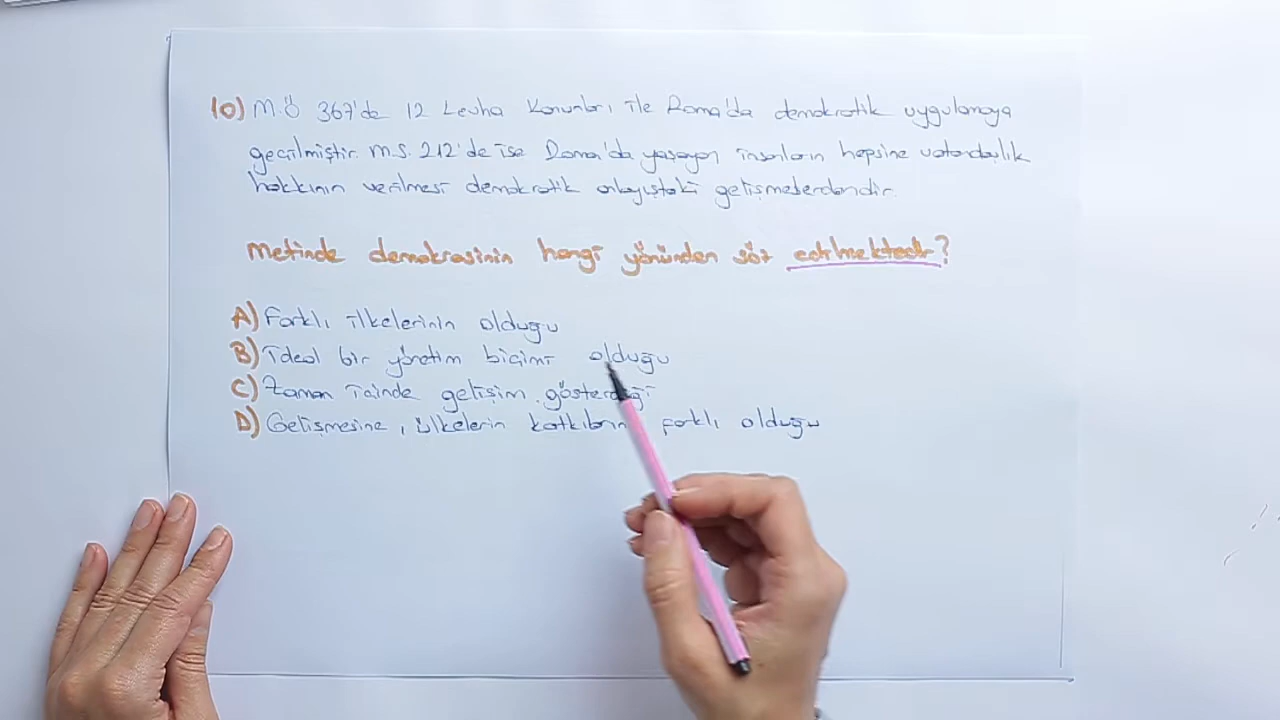 10) M.Ö 367'de 12 Levha Kanunları ile Roma'da demokratik uygulamaya
geçilmiştir. M.S. 212'de ise Roma'da yaşayan insanların hepsine vatandaşlık
hakkının verilmesi demokratik anlayıştaki gelişmelerdendir.
Metinde demokrasinin hangi yönünden söz edilmektedir?
A) Farklı ilkelerinin olduğu
B) İdeal bir yönetim biçimi olduğu
C) Zaman içinde gelişim gösterdiği
D) Gelişmesine, ülkelerin katkıların farklı olduğu